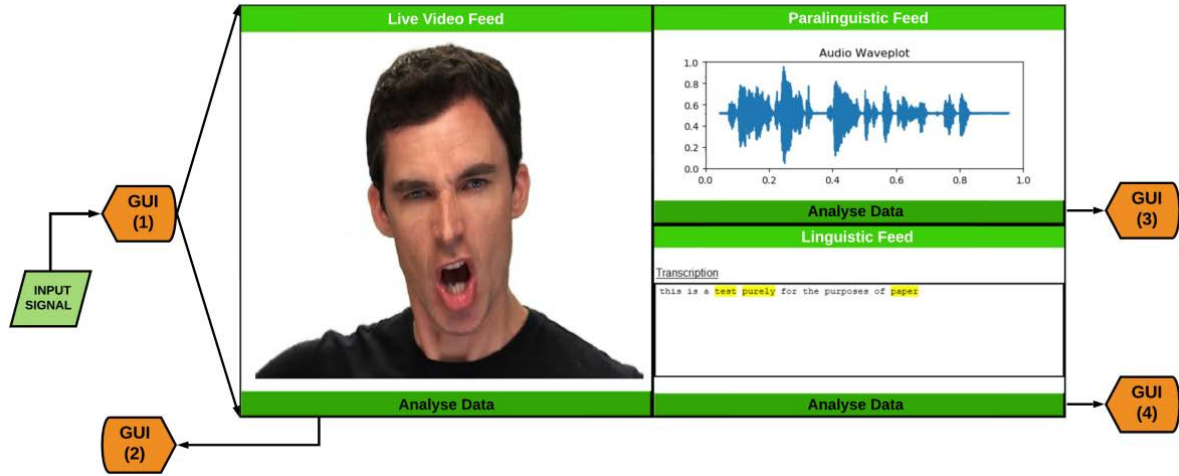 Live Video Feed
Paralinguistic Feed
Audio Waveplot
1.0
0.8
0.6
0.4
0.2
0.0
0.0 0.2 0.4 0.6 0.8 1.0
Analyse Data
Linguistic Feed
Transcription
this is a test purely for the purposes of paper
Analyse Data
Analyse Data
GUI
(1)
INPUT
SIGNAL
GUI
(2)
GUI
(3)
GUI
(4)